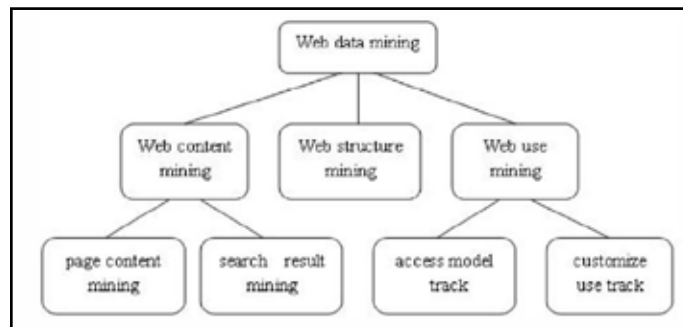 Web data mining
Web content
mining
Web structure
mining
Web use
mining
page content
mining
search result
mining
access model
track
customize
use track